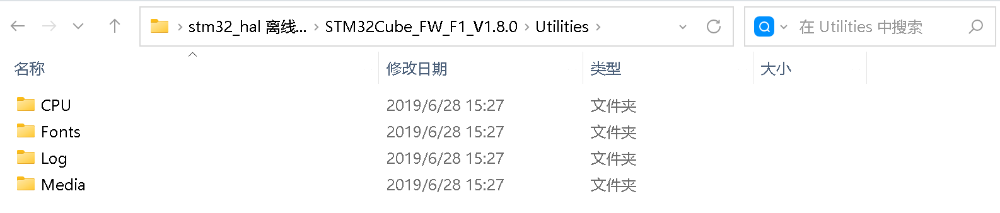 stm32_hal 离线... STM32Cube_FW_F1_V1.8.0 Utilities 在 Utilities 中搜索
名称 修改日期 类型 大小
CPU 2019/6/28 15:27 文件夹
Fonts 2019/6/28 15:27 文件夹
Log 2019/6/28 15:27 文件夹
Media 2019/6/28 15:27 文件夹